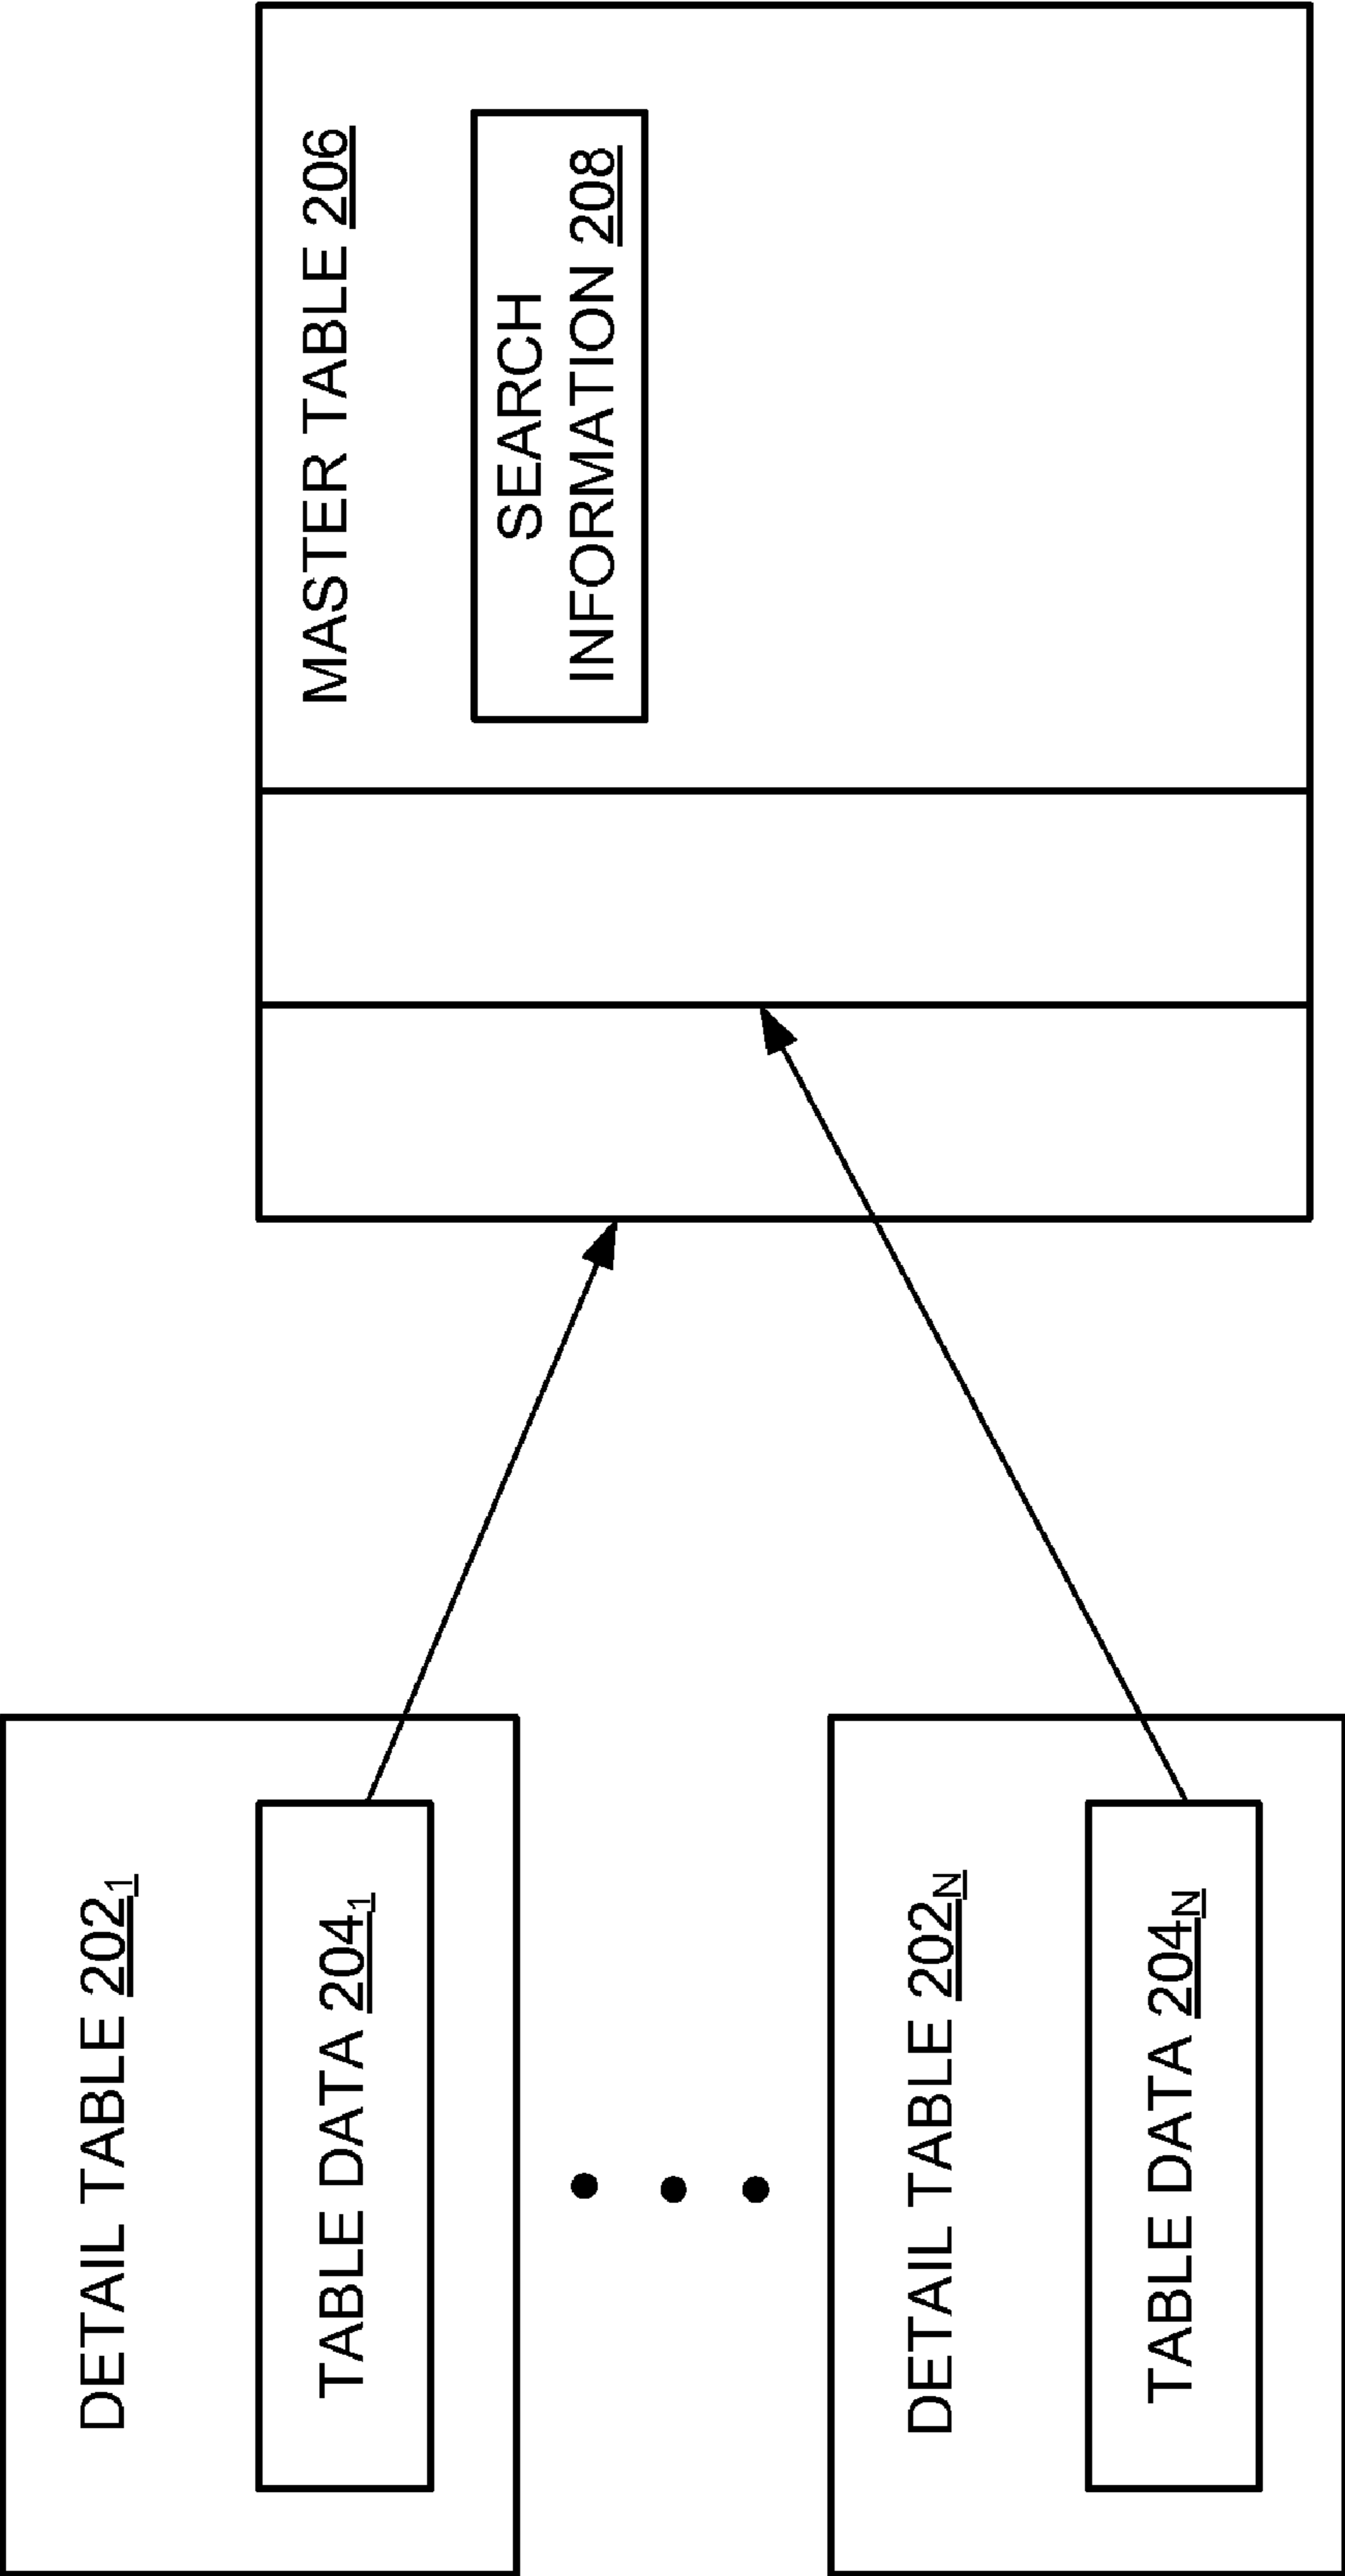 DETAIL TABLE 202₁
TABLE DATA 204₁
DETAIL TABLE 202N
TABLE DATA 204N
MASTER TABLE 206
SEARCH
INFORMATION 208